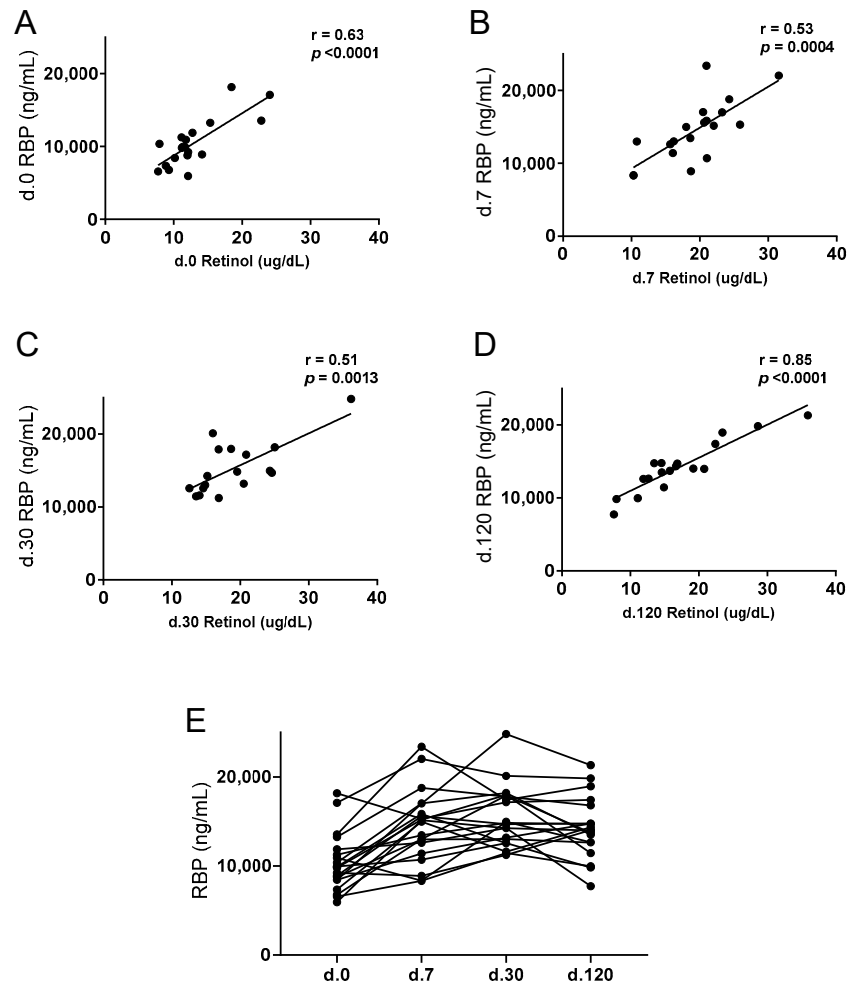 A
r = 0.63
p <0.0001
d.0 RBP (ng/mL)
20,000
10,000
0
0 10 20 30 40
d.0 Retinol (ug/dL)
B
r = 0.53
p = 0.0004
d.7 RBP (ng/mL)
20,000
10,000
0
0 10 20 30 40
d.7 Retinol (ug/dL)
C
r = 0.51
p = 0.0013
d.30 RBP (ng/mL)
20,000
10,000
0
0 10 20 30 40
d.30 Retinol (ug/dL)
D
r = 0.85
p <0.0001
d.120 RBP (ng/mL)
20,000
10,000
0
0 10 20 30 40
d.120 Retinol (ug/dL)
E
RBP (ng/mL)
20,000
10,000
0
d.0 d.7 d.30 d.120